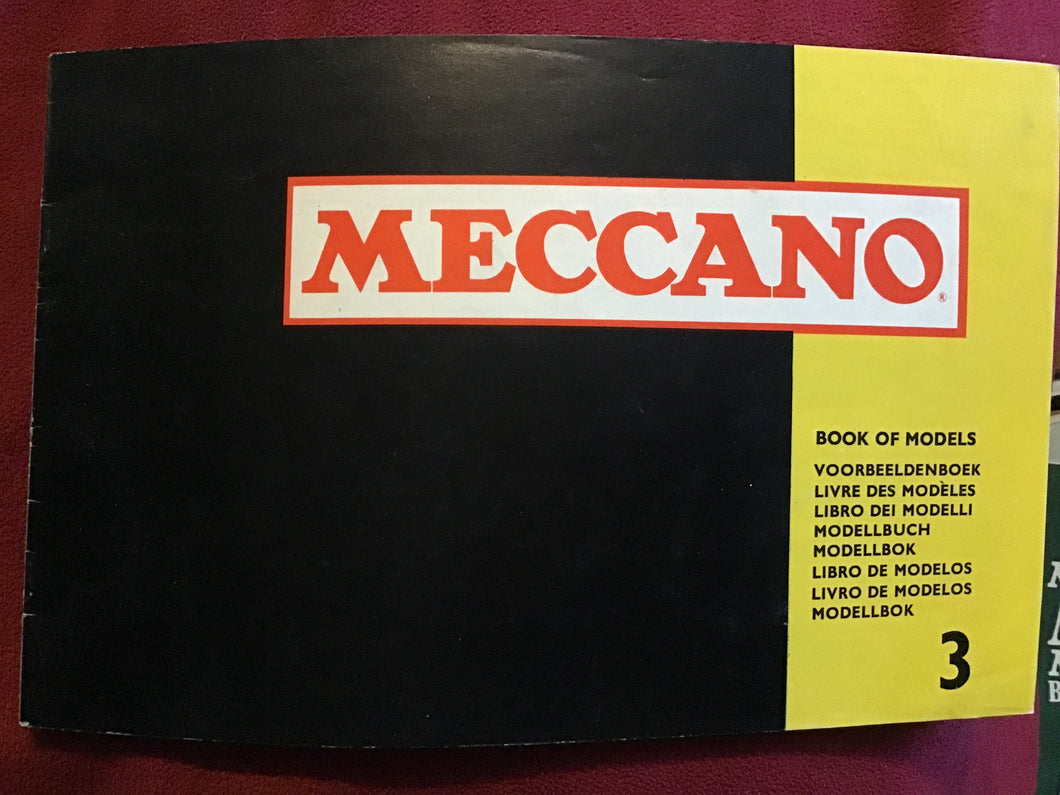 MECCANO®
BOOK OF MODELS
VOORBEELDENBOEK
LIVRE DES MODÈLES
LIBRO DEI MODELLI
MODELLBUCH
MODELLBOK
LIBRO DE MODELOS
LIVRO DE MODELOS
MODELLBOK
3